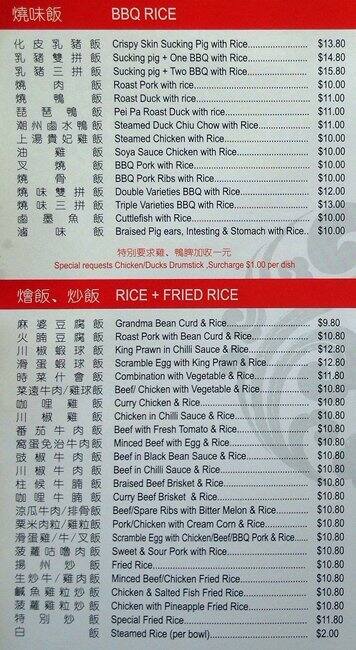 燒味飯 BBQ RICE
化皮乳豬飯 Crispy Skin Sucking Pig with Rice.................... $13.80
乳豬雙拼飯 Sucking pig + One BBQ with Rice.................... $14.80
乳豬三拼飯 Sucking pig + Two BBQ with Rice.................... $15.80
燒肉飯 Roast Pork with rice.................... $10.00
燒鴨飯 Roast Duck with rice.................... $11.00
琵琶鴨飯 Pei Pa Roast Duck with Rice.................... $11.00
潮州鹵水鴨飯 Steamed Duck Chiu Chow with Rice.................... $11.00
上湯貴妃雞飯 Steamed Chicken with Rice.................... $10.00
油雞飯 Soya Sauce Chicken with Rice.................... $10.00
叉燒飯 BBQ Pork with Rice.................... $10.00
燒骨飯 BBQ Pork Ribs with Rice.................... $10.00
燒味雙拼飯 Double Varieties BBQ with Rice.................... $12.00
燒味三拼飯 Triple Varieties BBQ with Rice.................... $13.00
鹵墨魚飯 Cuttlefish with Rice.................... $10.00
滷味飯 Braised Pig ears, Intesting & Stomach with Rice.. $10.00
特別要求雞、鴨脾加收一元
Special requests Chicken/Ducks Drumstick ,Surcharge $1.00 per dish
燴飯、炒飯 RICE + FRIED RICE
麻婆豆腐飯 Grandma Bean Curd & Rice.................... $9.80
火腩豆腐飯 Roast Pork with Bean Curd & Rice.................... $10.80
川椒蝦球飯 King Prawn in Chilli Sauce & Rice.................... $12.80
滑蛋蝦球飯 Scramble Egg with King Prawn & Rice.................... $12.80
時菜什會飯 Combination with Vegetable & Rice.................... $11.80
菜遠牛肉/雞球飯 Beef/ Chicken with Vegetable & Rice.................... $10.80
咖喱雞飯 Curry Chicken & Rice.................... $10.80
川椒雞飯 Chicken in Chilli Sauce & Rice.................... $10.80
番茄牛肉飯 Beef with Fresh Tomato & Rice.................... $10.80
窩蛋免治牛肉飯 Minced Beef with Egg & Rice.................... $10.80
豉椒牛肉飯 Beef in Black Bean Sauce & Rice.................... $10.80
川椒牛肉飯 Beef in Chilli Sauce & Rice.................... $10.80
柱候牛腩飯 Braised Beef Brisket & Rice.................... $10.80
咖喱牛腩飯 Curry Beef Brisket & Rice.................... $10.80
涼瓜牛肉/排骨飯 Beef/Spare Ribs with Bitter Melon & Rice.................... $10.80
粟米肉粒/雞粒飯 Pork/Chicken with Cream Corn & Rice.................... $10.80
滑蛋雞/牛/叉飯 Scramble Egg with Chicken/Beef/BBQ Pork & Rice..... $10.80
菠蘿咕嚕肉飯 Sweet & Sour Pork with Rice.................... $10.80
揚州炒飯 Fried Rice.................... $10.80
生炒牛/雞肉飯 Minced Beef/Chicken Fried Rice.................... $10.80
鹹魚雞粒炒飯 Chicken & Salted Fish Fried Rice.................... $10.80
菠蘿雞粒炒飯 Chicken with Pineapple Fried Rice.................... $10.80
特別炒飯 Special Fried Rice.................... $11.80
白飯 Steamed Rice (per bowl).................... $2.00